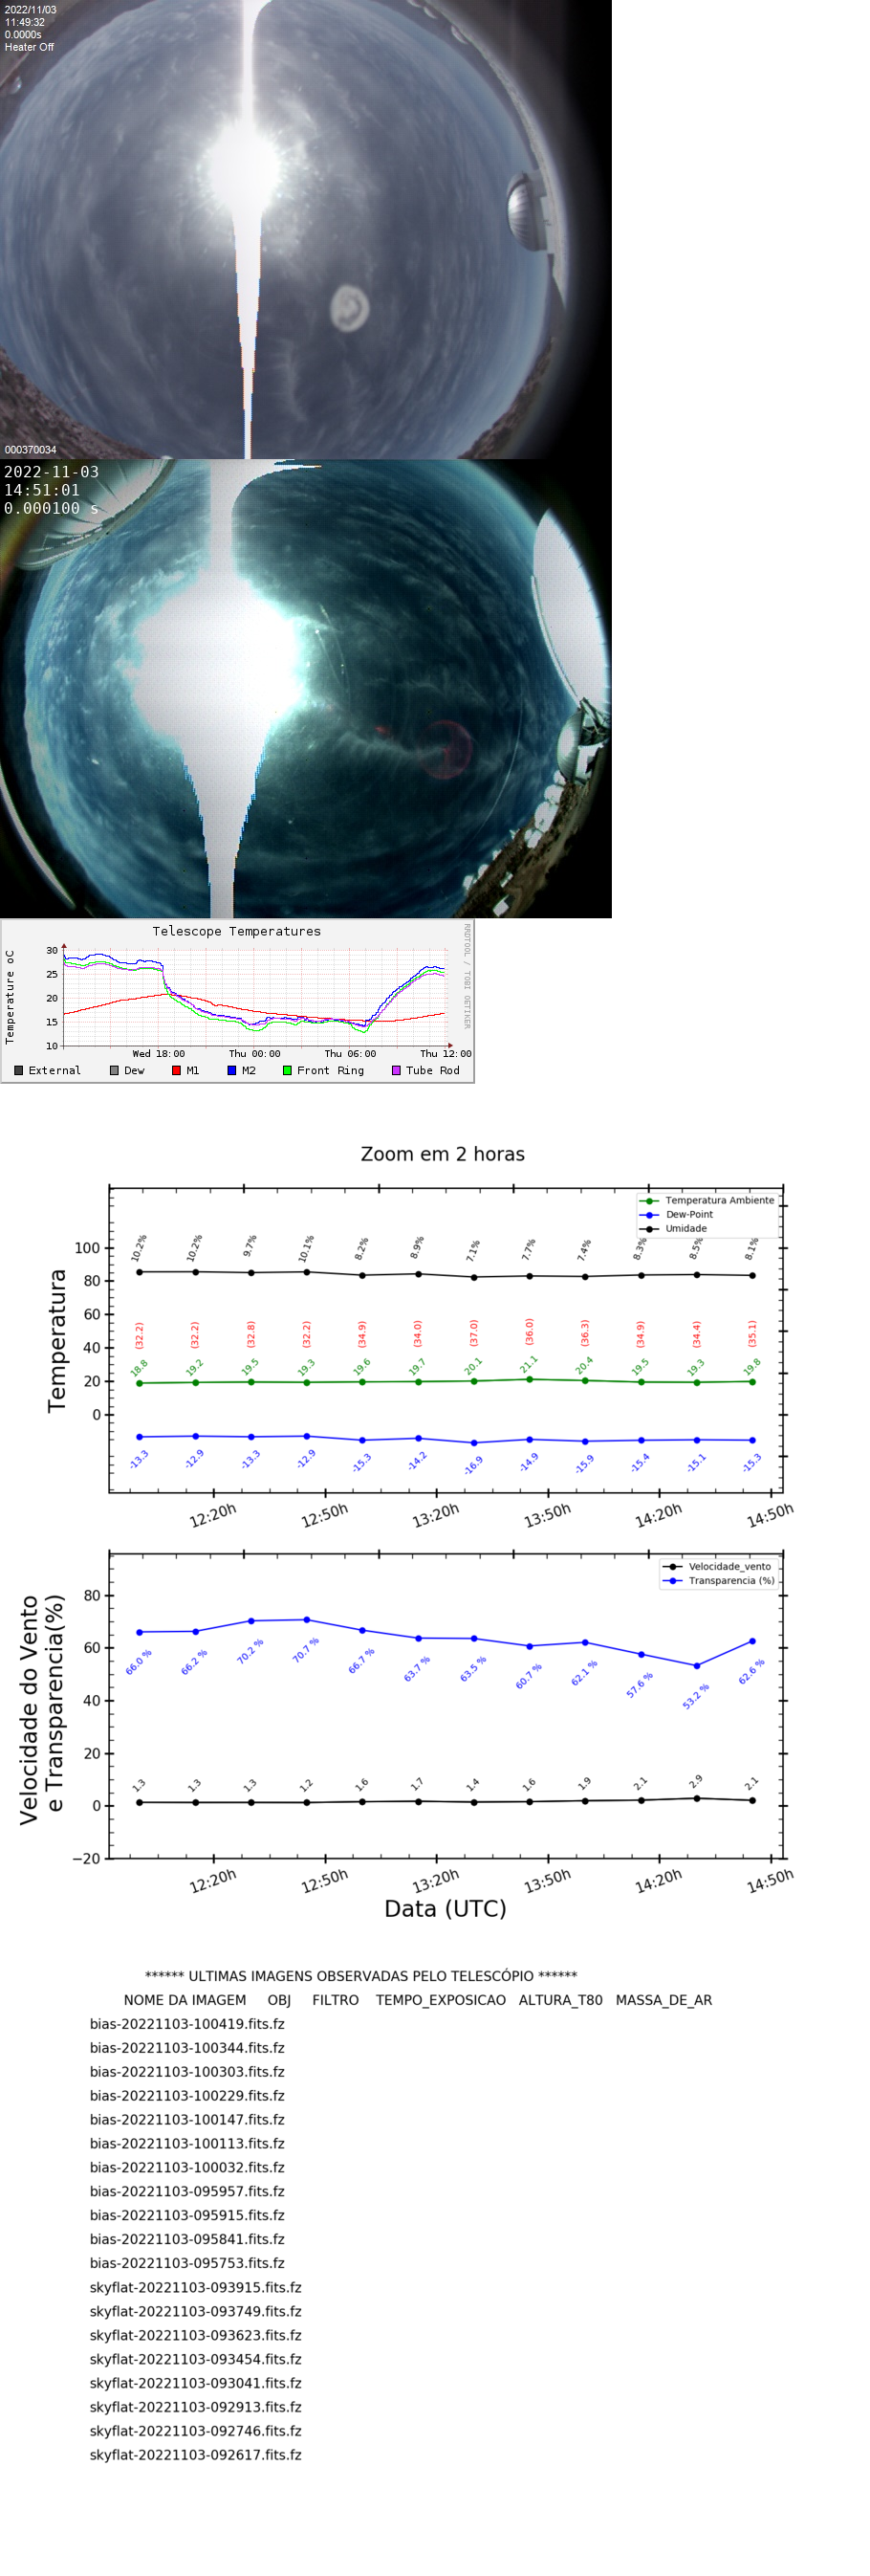 2022/11/03
11:49:32
0.0000s
Heater Off
000370034
2022-11-03
14:51:01
0.000100 s
Telescope Temperatures
RRDTOOL / TOBI OETIKER
Temperature oC
30
25
20
15
10
Wed 18:00 Thu 00:00 Thu 06:00 Thu 12:00
External Dew M1 M2 Front Ring Tube Rod
Zoom em 2 horas
Temperatura Ambiente
Dew-Point
Umidade
Temperatura
100
80
60
40
20
0
10.2% 10.2% 9.7% 10.1% 8.2% 8.9% 7.1% 7.7% 7.4% 8.3% 8.5% 8.1%
(32.2) (32.2) (32.8) (32.2) (34.9) (34.0) (37.0) (36.0) (36.3) (34.9) (34.4) (35.1)
18.8 19.2 19.5 19.3 19.6 19.7 20.1 21.1 20.4 19.5 19.3 19.8
-13.3 -12.9 -13.3 -12.9 -15.3 -14.2 -16.9 -14.9 -15.9 -15.4 -15.1 -15.3
12:20h 12:50h 13:20h 13:50h 14:20h 14:50h
Velocidade_vento
Transparencia (%)
Velocidade do Vento
e Transparencia(%)
80
60
40
20
0
−20
66.0 % 66.2 % 70.2 % 70.7 % 66.7 % 63.7 % 63.5 % 60.7 % 62.1 % 57.6 % 53.2 % 62.6 %
1.3 1.3 1.3 1.2 1.6 1.7 1.4 1.6 1.9 2.1 2.9 2.1
12:20h 12:50h 13:20h 13:50h 14:20h 14:50h
Data (UTC)
****** ULTIMAS IMAGENS OBSERVADAS PELO TELESCÓPIO ******
NOME DA IMAGEM OBJ FILTRO TEMPO_EXPOSICAO ALTURA_T80 MASSA_DE_AR
bias-20221103-100419.fits.fz
bias-20221103-100344.fits.fz
bias-20221103-100303.fits.fz
bias-20221103-100229.fits.fz
bias-20221103-100147.fits.fz
bias-20221103-100113.fits.fz
bias-20221103-100032.fits.fz
bias-20221103-095957.fits.fz
bias-20221103-095915.fits.fz
bias-20221103-095841.fits.fz
bias-20221103-095753.fits.fz
skyflat-20221103-093915.fits.fz
skyflat-20221103-093749.fits.fz
skyflat-20221103-093623.fits.fz
skyflat-20221103-093454.fits.fz
skyflat-20221103-093041.fits.fz
skyflat-20221103-092913.fits.fz
skyflat-20221103-092746.fits.fz
skyflat-20221103-092617.fits.fz